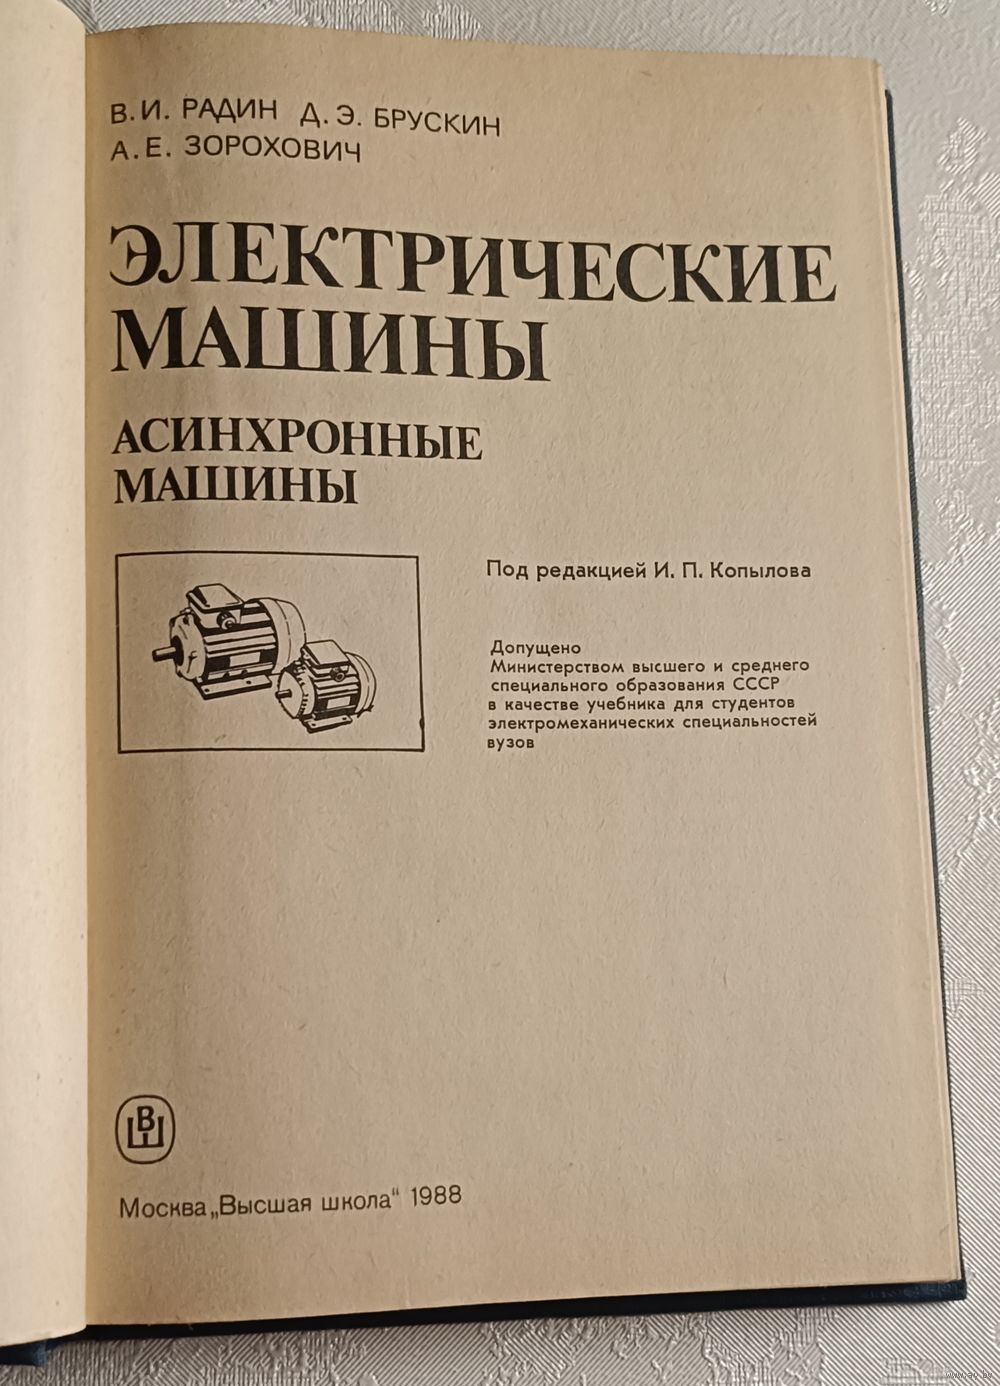 В. И. РАДИН Д. Э. БРУСКИН
А. Е. ЗОРОХОВИЧ
ЭЛЕКТРИЧЕСКИЕ
МАШИНЫ
АСИНХРОННЫЕ
МАШИНЫ
Под редакцией И. П. Копылова
Допущено
Министерством высшего и среднего
специального образования СССР
в качестве учебника для студентов
электромеханических специальностей
вузов
ВШ
Москва „Высшая школа“ 1988